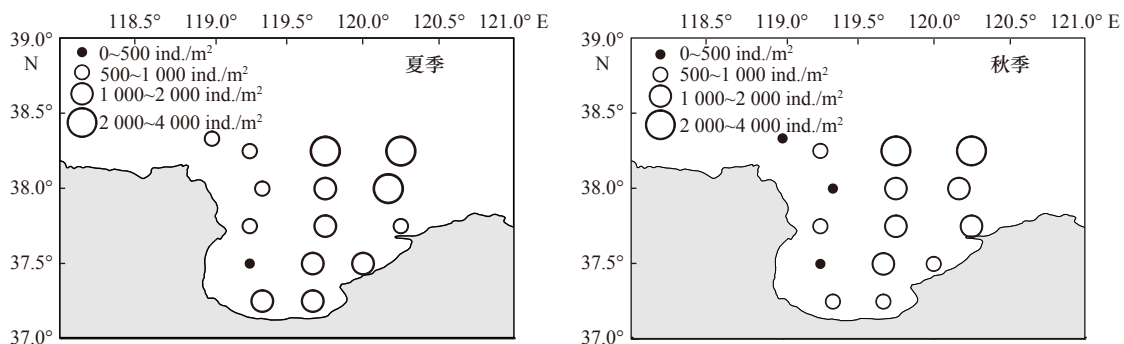 118.5° 119.0° 119.5° 120.0° 120.5° 121.0° E
39.0°
N
38.5°
38.0°
37.5°
37.0°
0~500 ind./m²
500~1 000 ind./m²
1 000~2 000 ind./m²
2 000~4 000 ind./m²
夏季
118.5° 119.0° 119.5° 120.0° 120.5° 121.0° E
39.0°
N
38.5°
38.0°
37.5°
37.0°
0~500 ind./m²
500~1 000 ind./m²
1 000~2 000 ind./m²
2 000~4 000 ind./m²
秋季